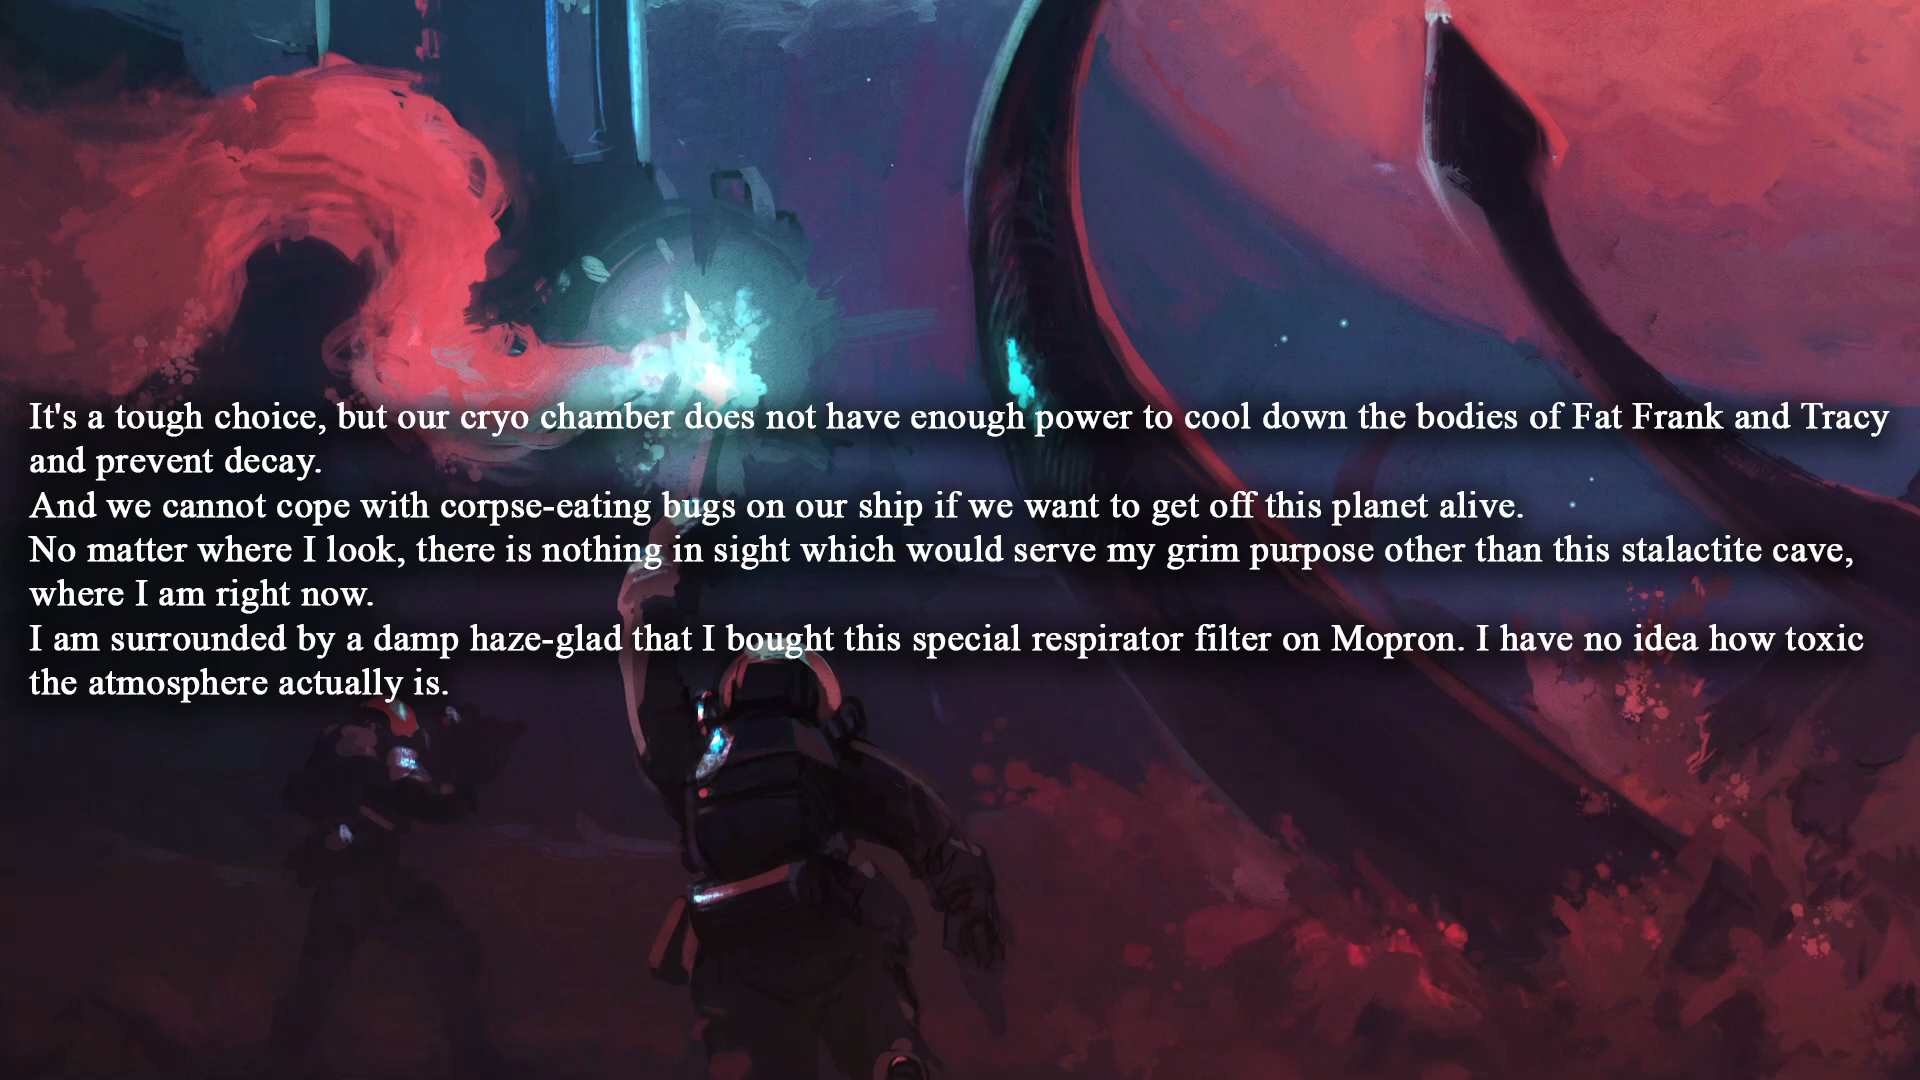 It's a tough choice, but our cryo chamber does not have enough power to cool down the bodies of Fat Frank and Tracy
and prevent decay.
And we cannot cope with corpse-eating bugs on our ship if we want to get off this planet alive.
No matter where I look, there is nothing in sight which would serve my grim purpose other than this stalactite cave,
where I am right now.
I am surrounded by a damp haze-glad that I bought this special respirator filter on Mopron. I have no idea how toxic
the atmosphere actually is.